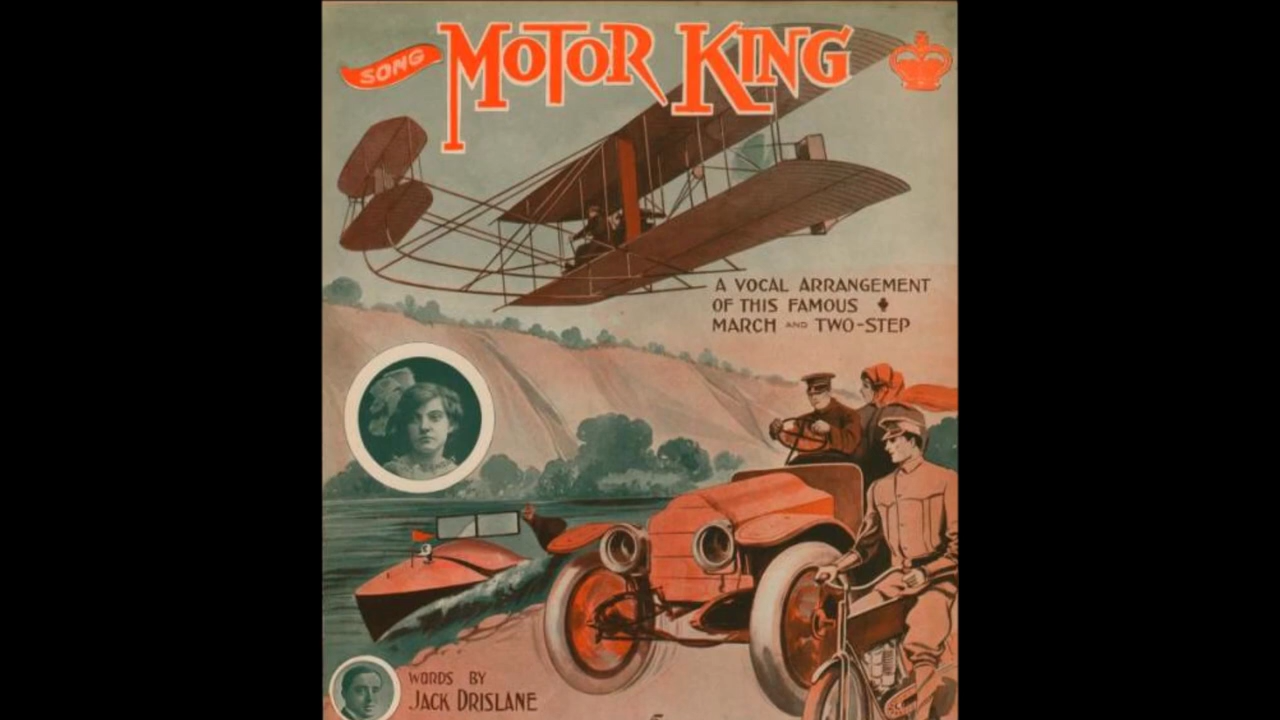 SONG
MOTOR KING
A VOCAL ARRANGEMENT
OF THIS FAMOUS
MARCH AND TWO-STEP
WORDS BY
JACK DRISLANE